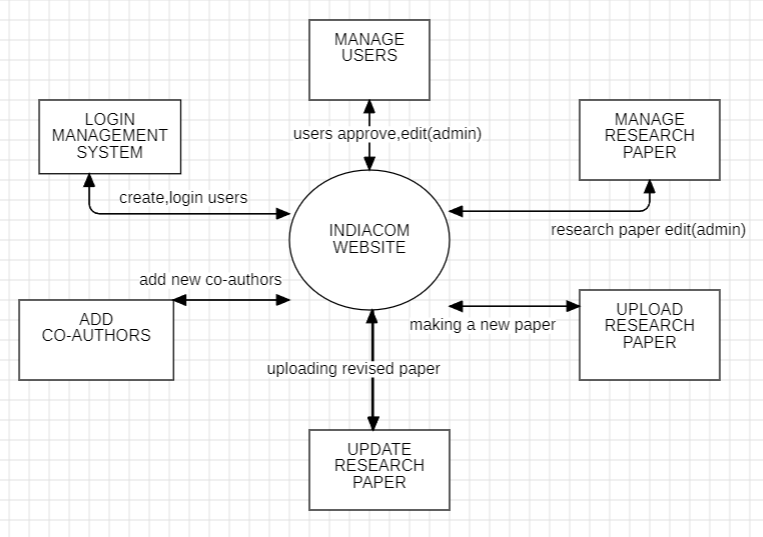 MANAGE
USERS
LOGIN
MANAGEMENT
SYSTEM
MANAGE
RESEARCH
PAPER
users approve,edit(admin)
create,login users
research paper edit(admin)
INDIACOM
WEBSITE
add new co-authors
ADD
CO-AUTHORS
making a new paper
UPLOAD
RESEARCH
PAPER
uploading revised paper
UPDATE
RESEARCH
PAPER